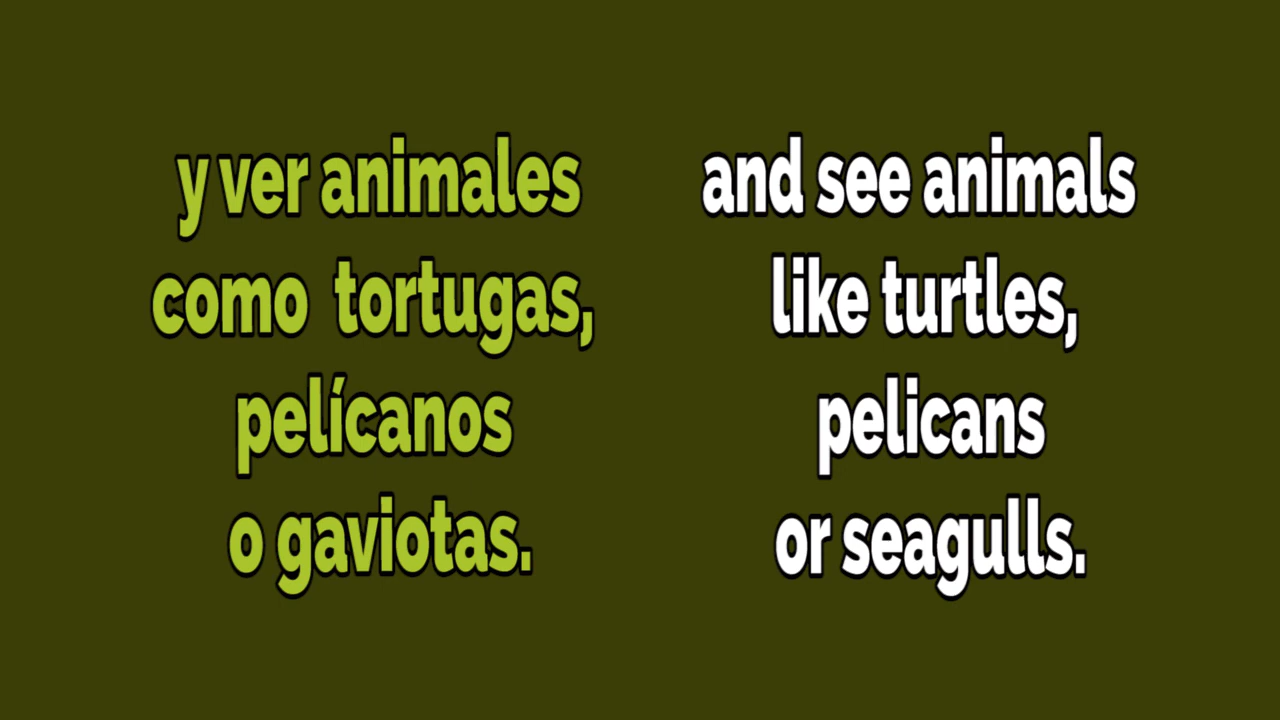 y ver animales
como  tortugas,
pelícanos
o gaviotas.
and see animals
like turtles,
pelicans
or seagulls.